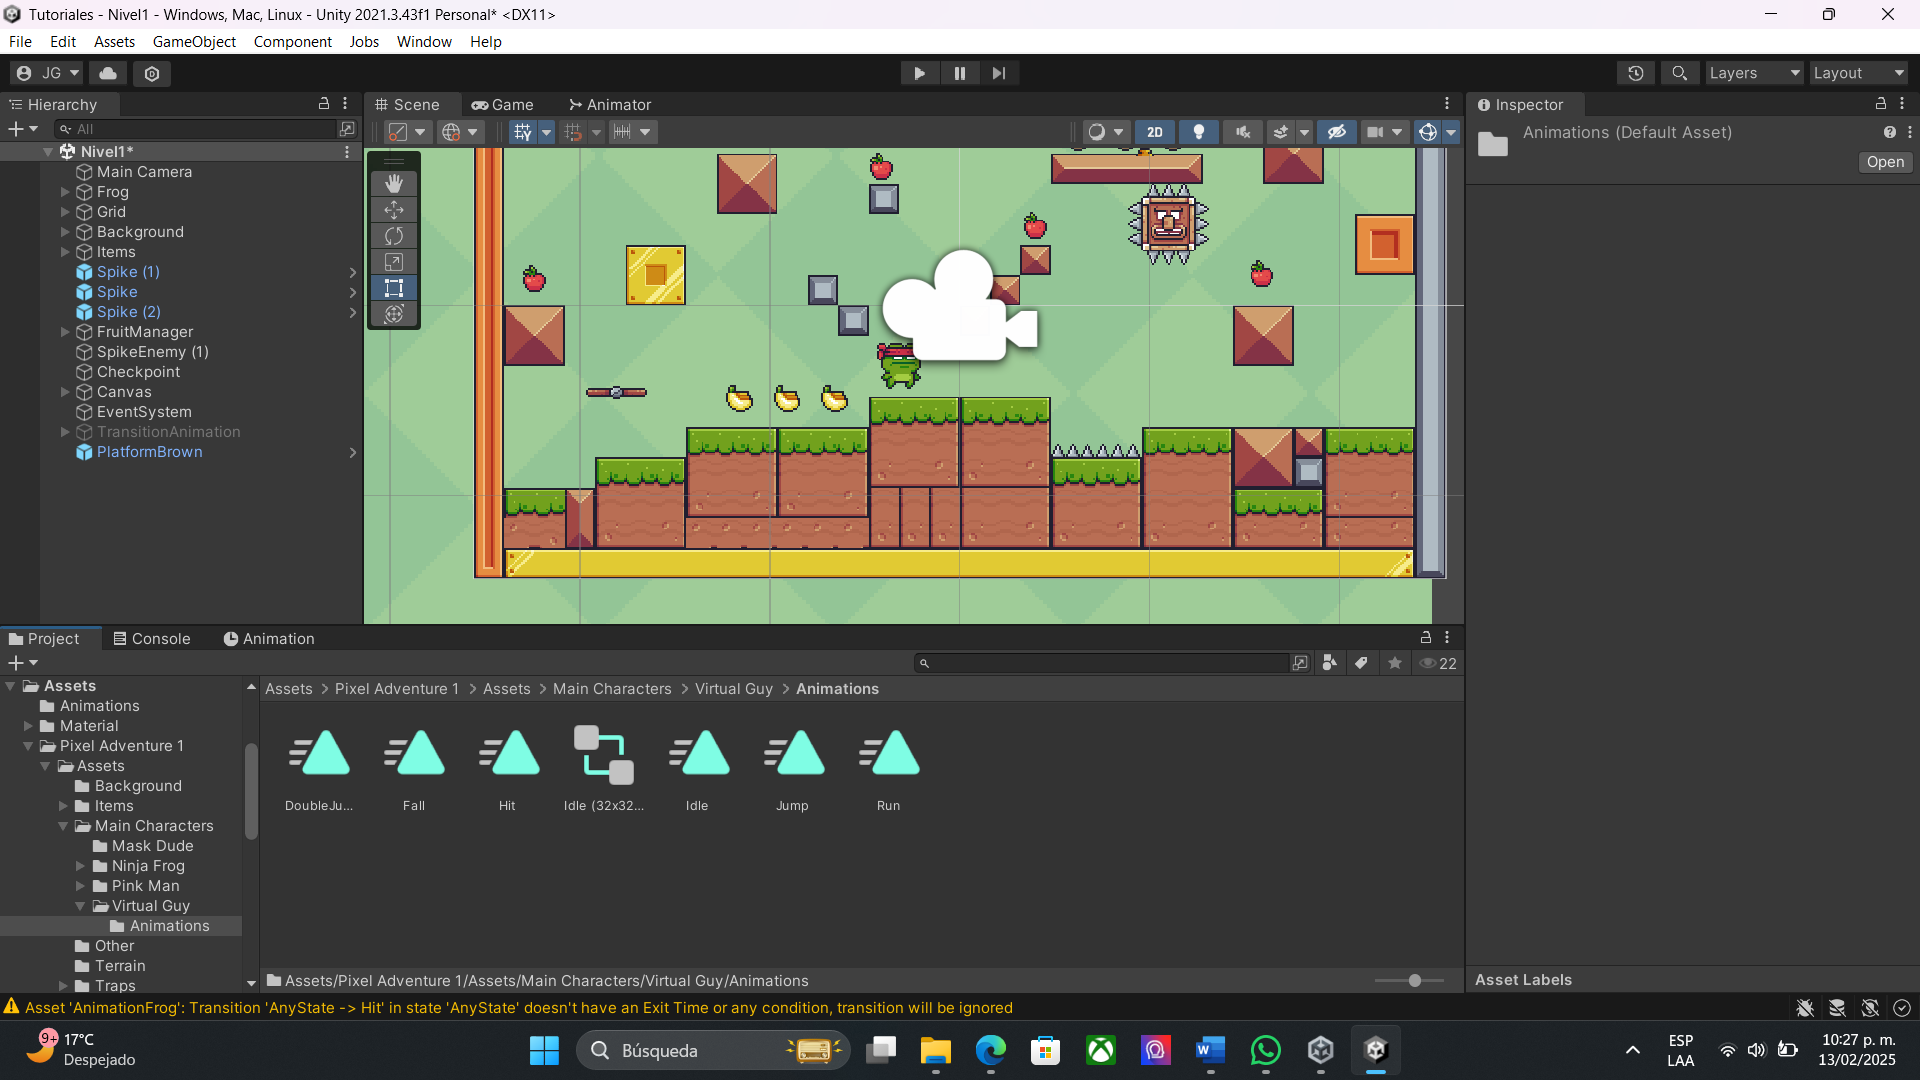 Tutoriales - Nivel1 - Windows, Mac, Linux - Unity 2021.3.43f1 Personal* <DX11>
File Edit Assets GameObject Component Jobs Window Help
JG
Layers
Layout
Hierarchy
All
Nivel1*
Main Camera
Frog
Grid
Background
Items
Spike (1)
Spike
Spike (2)
FruitManager
SpikeEnemy (1)
Checkpoint
Canvas
EventSystem
TransitionAnimation
PlatformBrown
Scene Game Animator
2D
Inspector
Animations (Default Asset)
Open
Asset Labels
Project Console Animation
22
Assets
Animations
Material
Pixel Adventure 1
Assets
Background
Items
Main Characters
Mask Dude
Ninja Frog
Pink Man
Virtual Guy
Animations
Other
Terrain
Traps
Assets > Pixel Adventure 1 > Assets > Main Characters > Virtual Guy > Animations
DoubleJu... Fall Hit Idle (32x32... Idle Jump Run
Assets/Pixel Adventure 1/Assets/Main Characters/Virtual Guy/Animations
Asset 'AnimationFrog': Transition 'AnyState -> Hit' in state 'AnyState' doesn't have an Exit Time or any condition, transition will be ignored
9+
17°C
Despejado
Búsqueda
ESP
LAA
10:27 p. m.
13/02/2025